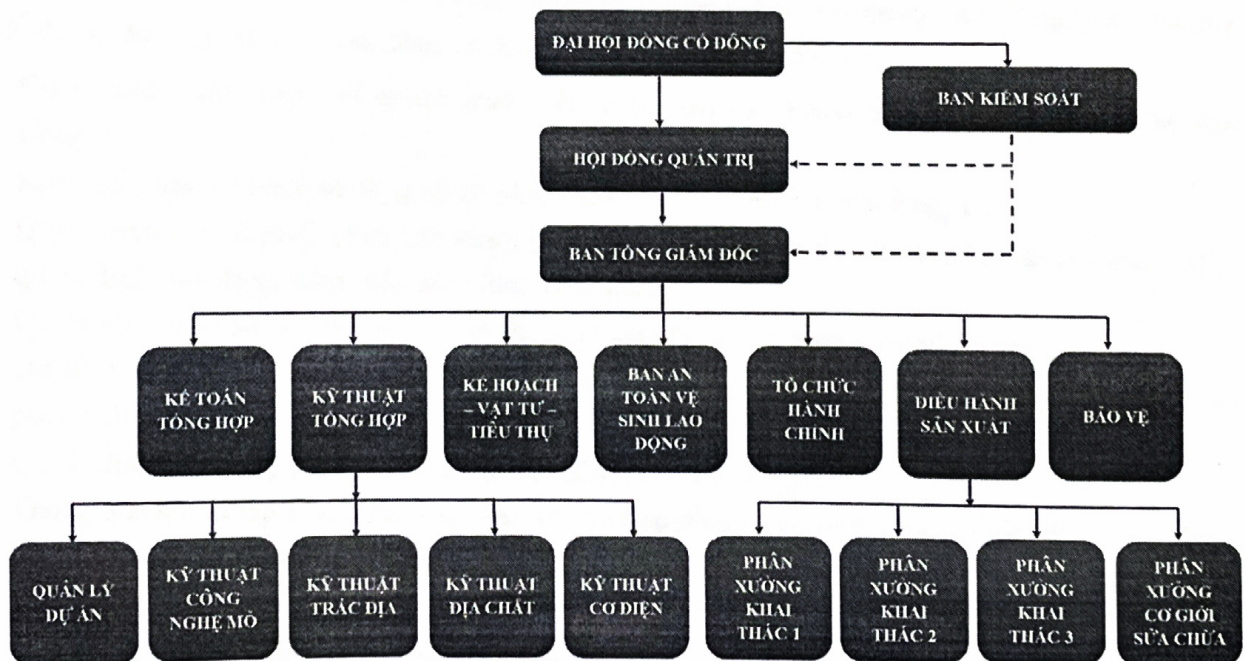 ĐẠI HỘI ĐỒNG CỔ ĐÔNG
BAN KIỂM SOÁT
HỘI ĐỒNG QUẢN TRỊ
BAN TỔNG GIÁM ĐỐC
KẾ TOÁN
TỔNG HỢP
KỸ THUẬT
TỔNG HỢP
KẾ HOẠCH
– VẬT TƯ –
TIÊU THỤ
BAN AN
TOÀN VỆ
SINH LAO
ĐỘNG
TỔ CHỨC
HÀNH
CHÍNH
ĐIỀU HÀNH
SẢN XUẤT
BẢO VỆ
QUẢN LÝ
DỰ ÁN
KỸ THUẬT
CÔNG
NGHỆ MỎ
KỸ THUẬT
TRẮC ĐỊA
KỸ THUẬT
ĐỊA CHẤT
KỸ THUẬT
CƠ ĐIỆN
PHÂN
XƯỞNG
KHAI
THÁC 1
PHÂN
XƯỞNG
KHAI
THÁC 2
PHÂN
XƯỞNG
KHAI
THÁC 3
PHÂN
XƯỞNG
CƠ GIỚI
SỬA CHỮA